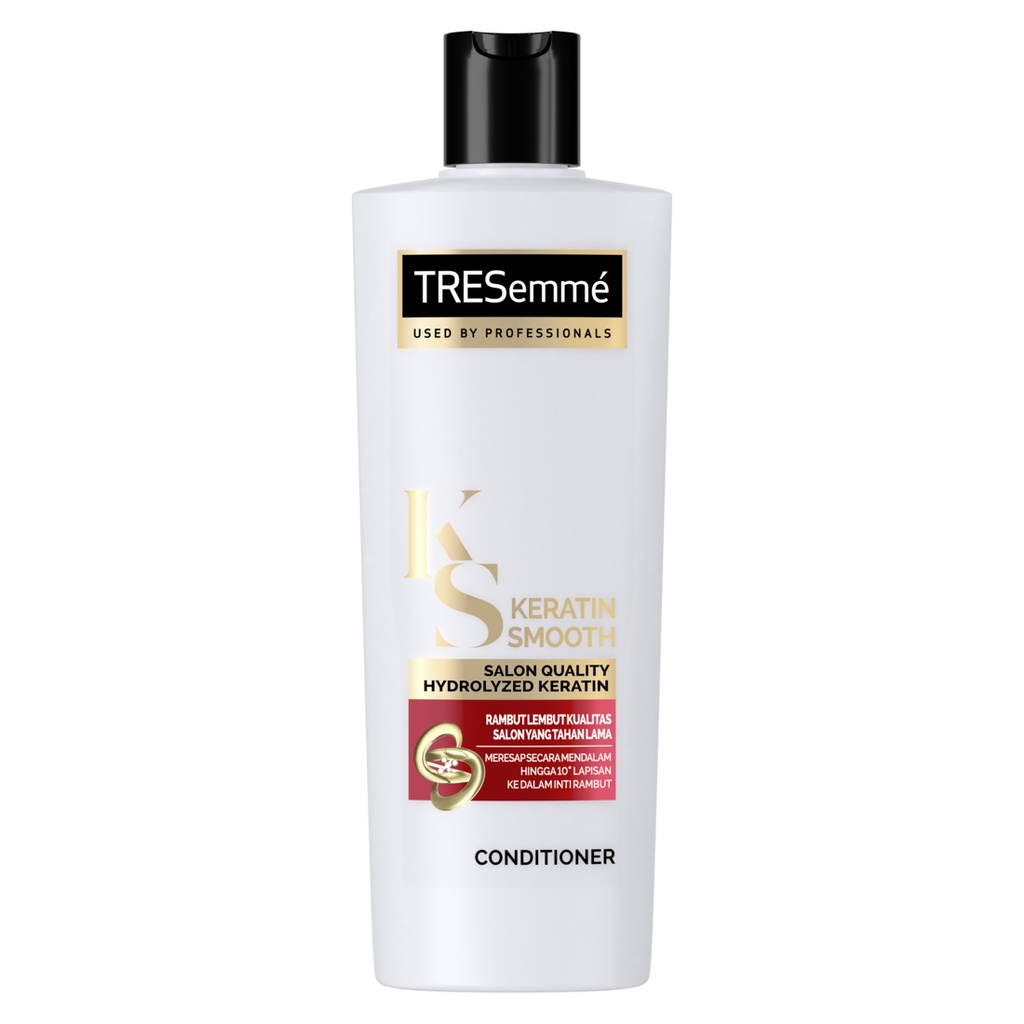 TRESemmé
USED BY PROFESSIONALS
KS
KERATIN
SMOOTH
SALON QUALITY
HYDROLYZED KERATIN
RAMBUT LEMBUT KUALITAS
SALON YANG TAHAN LAMA
MERESAP SECARA MENDALAM
HINGGA 10* LAPISAN
KE DALAM INTI RAMBUT
CONDITIONER